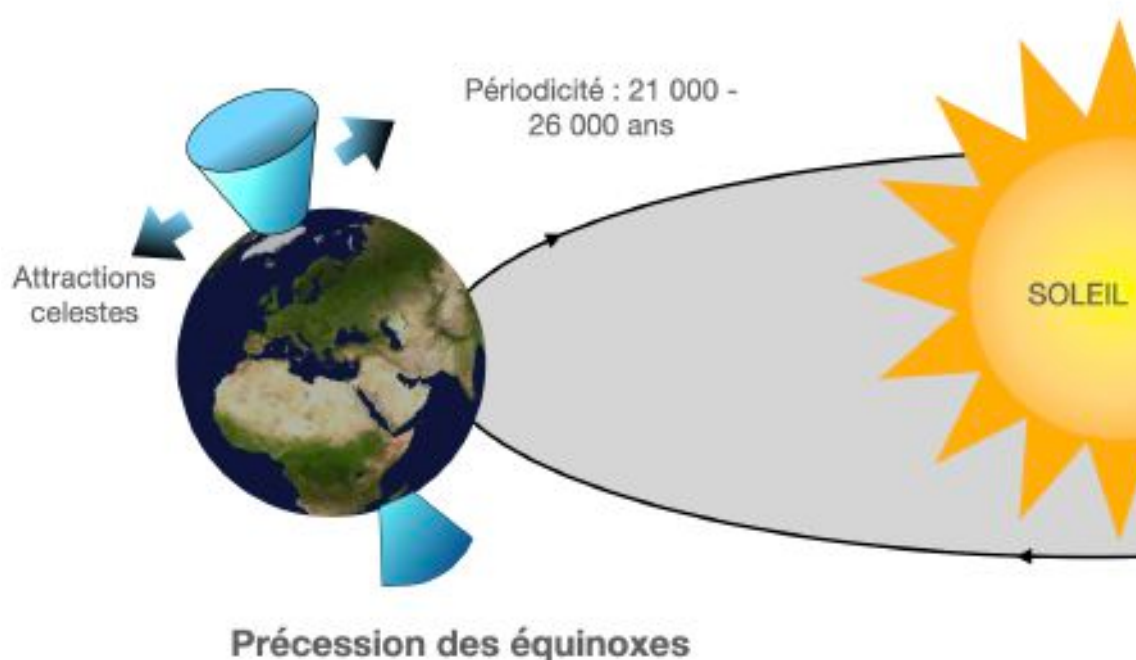 Périodicité : 21 000 -
26 000 ans
Attractions
celestes
SOLEIL
Précession des équinoxes